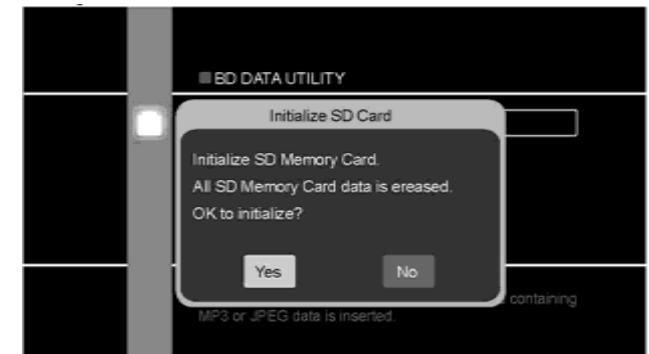 BD DATA UTILITY
Initialize SD Card
Initialize SD Memory Card.
All SD Memory Card data is ereased.
OK to initialize?
Yes
No
containing
MP3 or JPEG data is inserted.